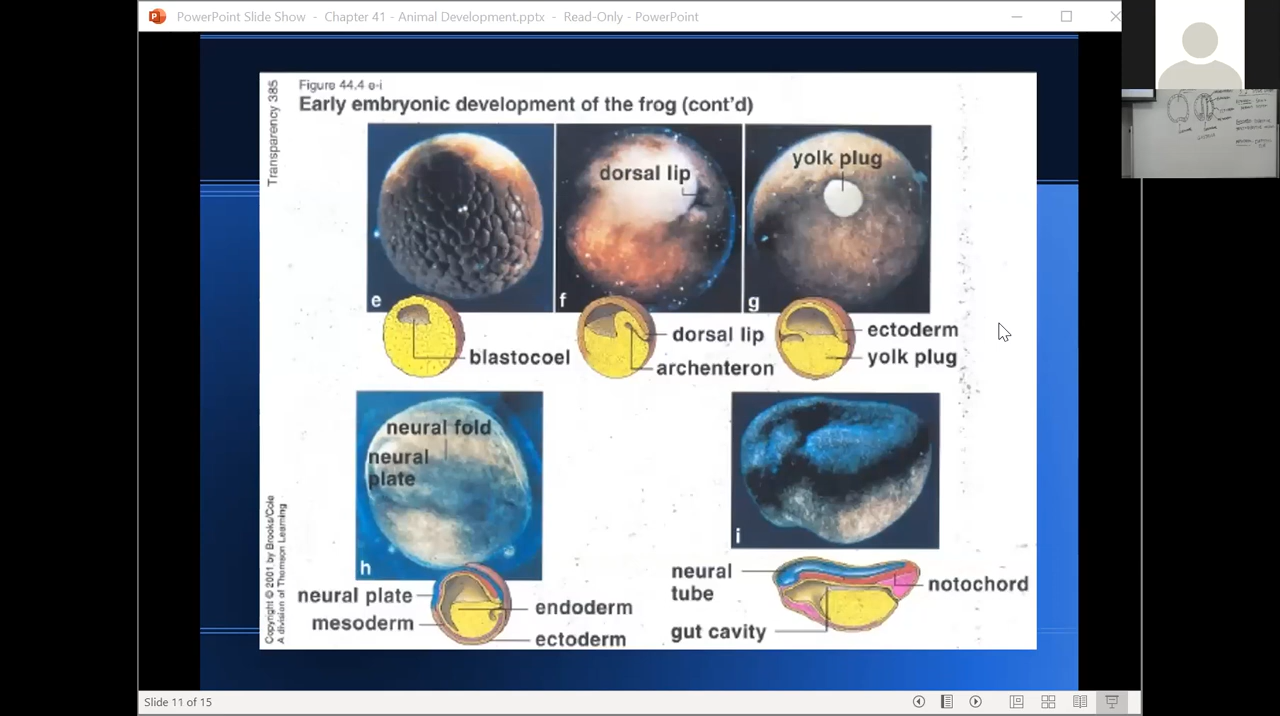 PowerPoint Slide Show - Chapter 41 - Animal Development.pptx - Read-Only - PowerPoint
Transparency 385
Figure 44.4 e-i
Early embryonic development of the frog (cont'd)
dorsal lip
yolk plug
e
f
g
blastocoel
dorsal lip
archenteron
ectoderm
yolk plug
neural fold
neural
plate
h
i
neural plate
mesoderm
endoderm
ectoderm
neural
tube
gut cavity
notochord
Copyright © 2001 by Brooks/Cole
A division of Thomson Learning
Slide 11 of 15